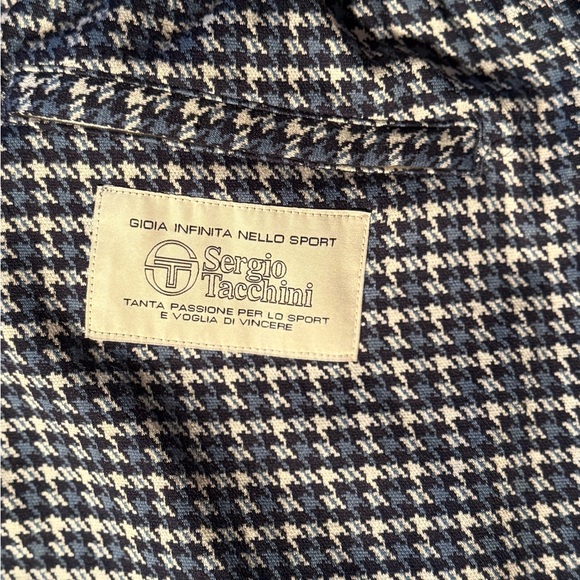 GIOIA INFINITA NELLO SPORT
Sergio
Tacchini
TANTA PASSIONE PER LO SPORT
E VOGLIA DI VINCERE